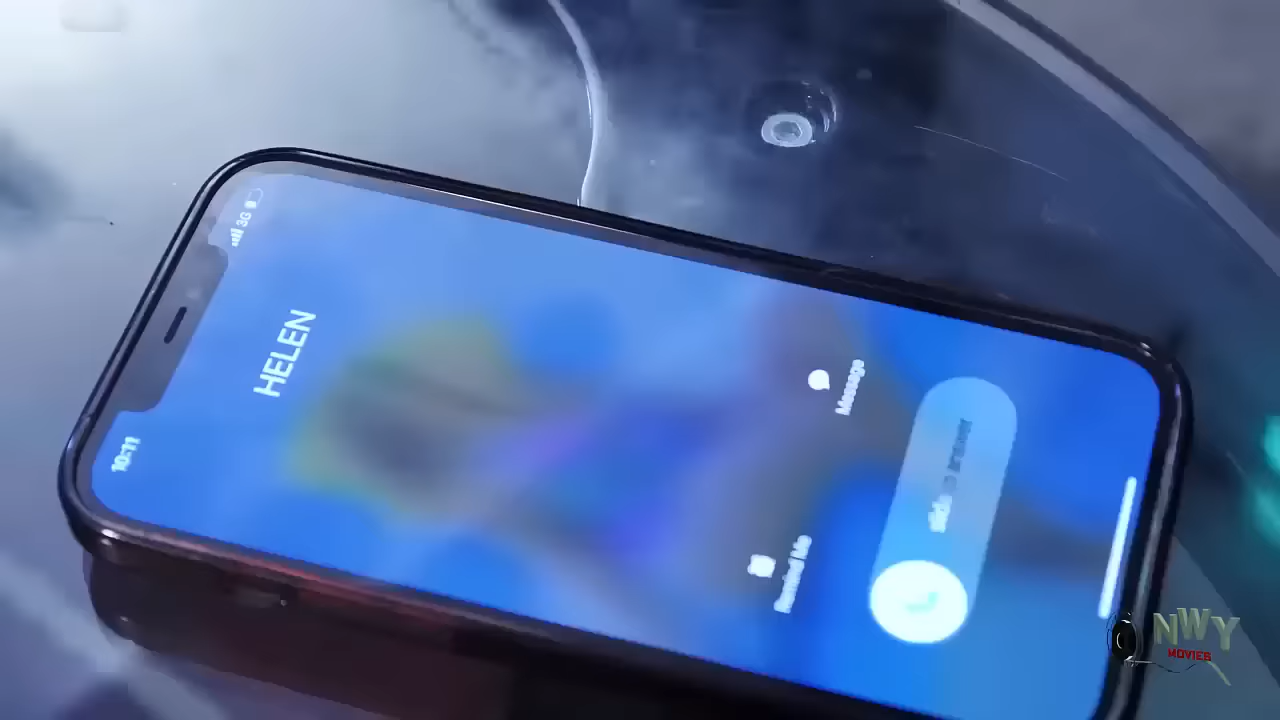 10:11
3G
HELEN
Message
Remind Me
slide to answer
NWY
MOVIES